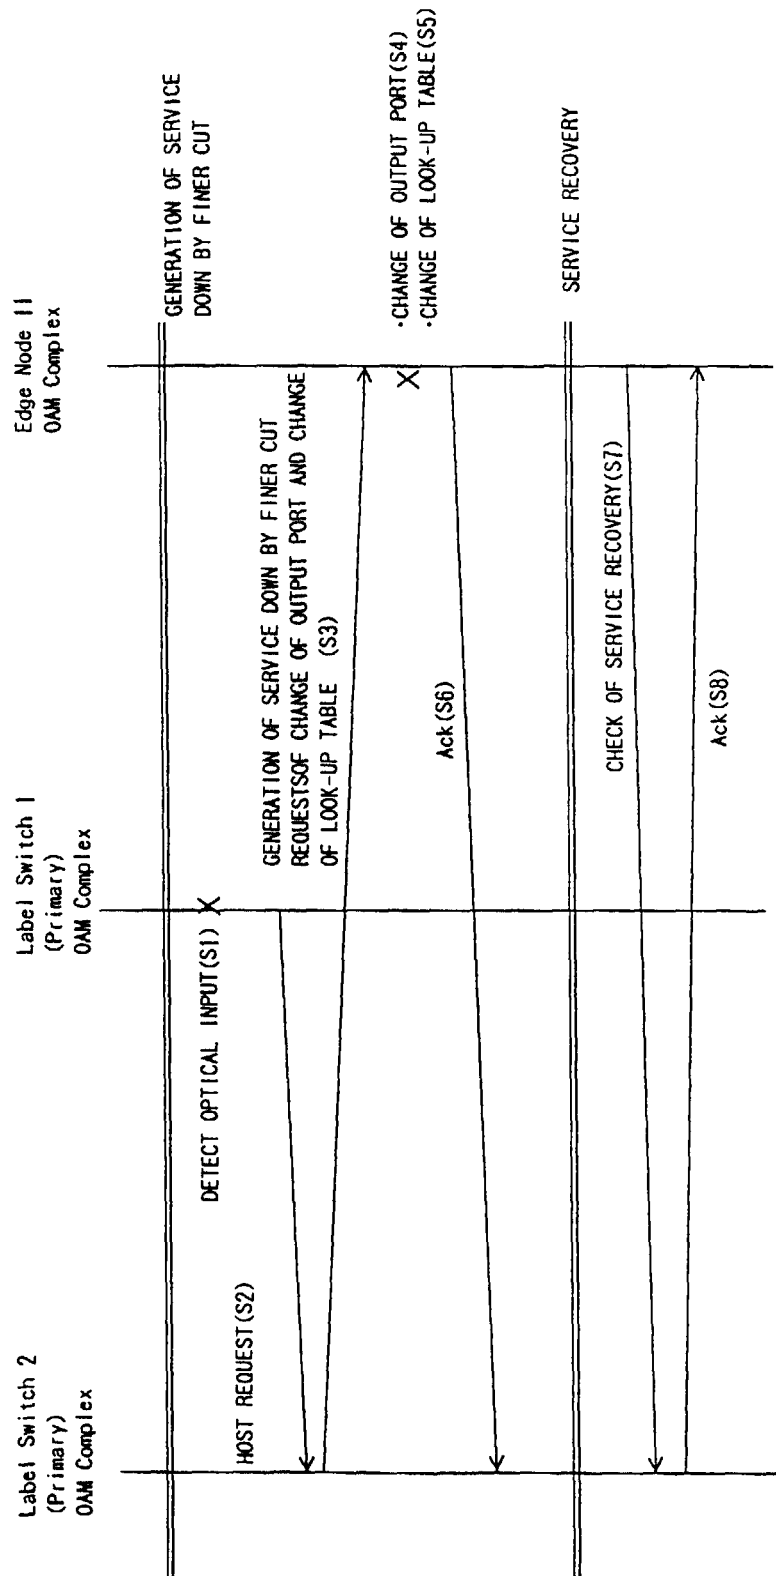 Label Switch 2
(Primary)
OAM Complex
Label Switch 1
(Primary)
OAM Complex
Edge Node II
OAM Complex
GENERATION OF SERVICE
DOWN BY FINER CUT
DETECT OPTICAL INPUT(S1)
HOST REQUEST(S2)
GENERATION OF SERVICE DOWN BY FINER CUT
REQUESTSOF CHANGE OF OUTPUT PORT AND CHANGE
OF LOOK-UP TABLE (S3)
·CHANGE OF OUTPUT PORT(S4)
·CHANGE OF LOOK-UP TABLE(S5)
Ack(S6)
SERVICE RECOVERY
CHECK OF SERVICE RECOVERY(S7)
Ack(S8)